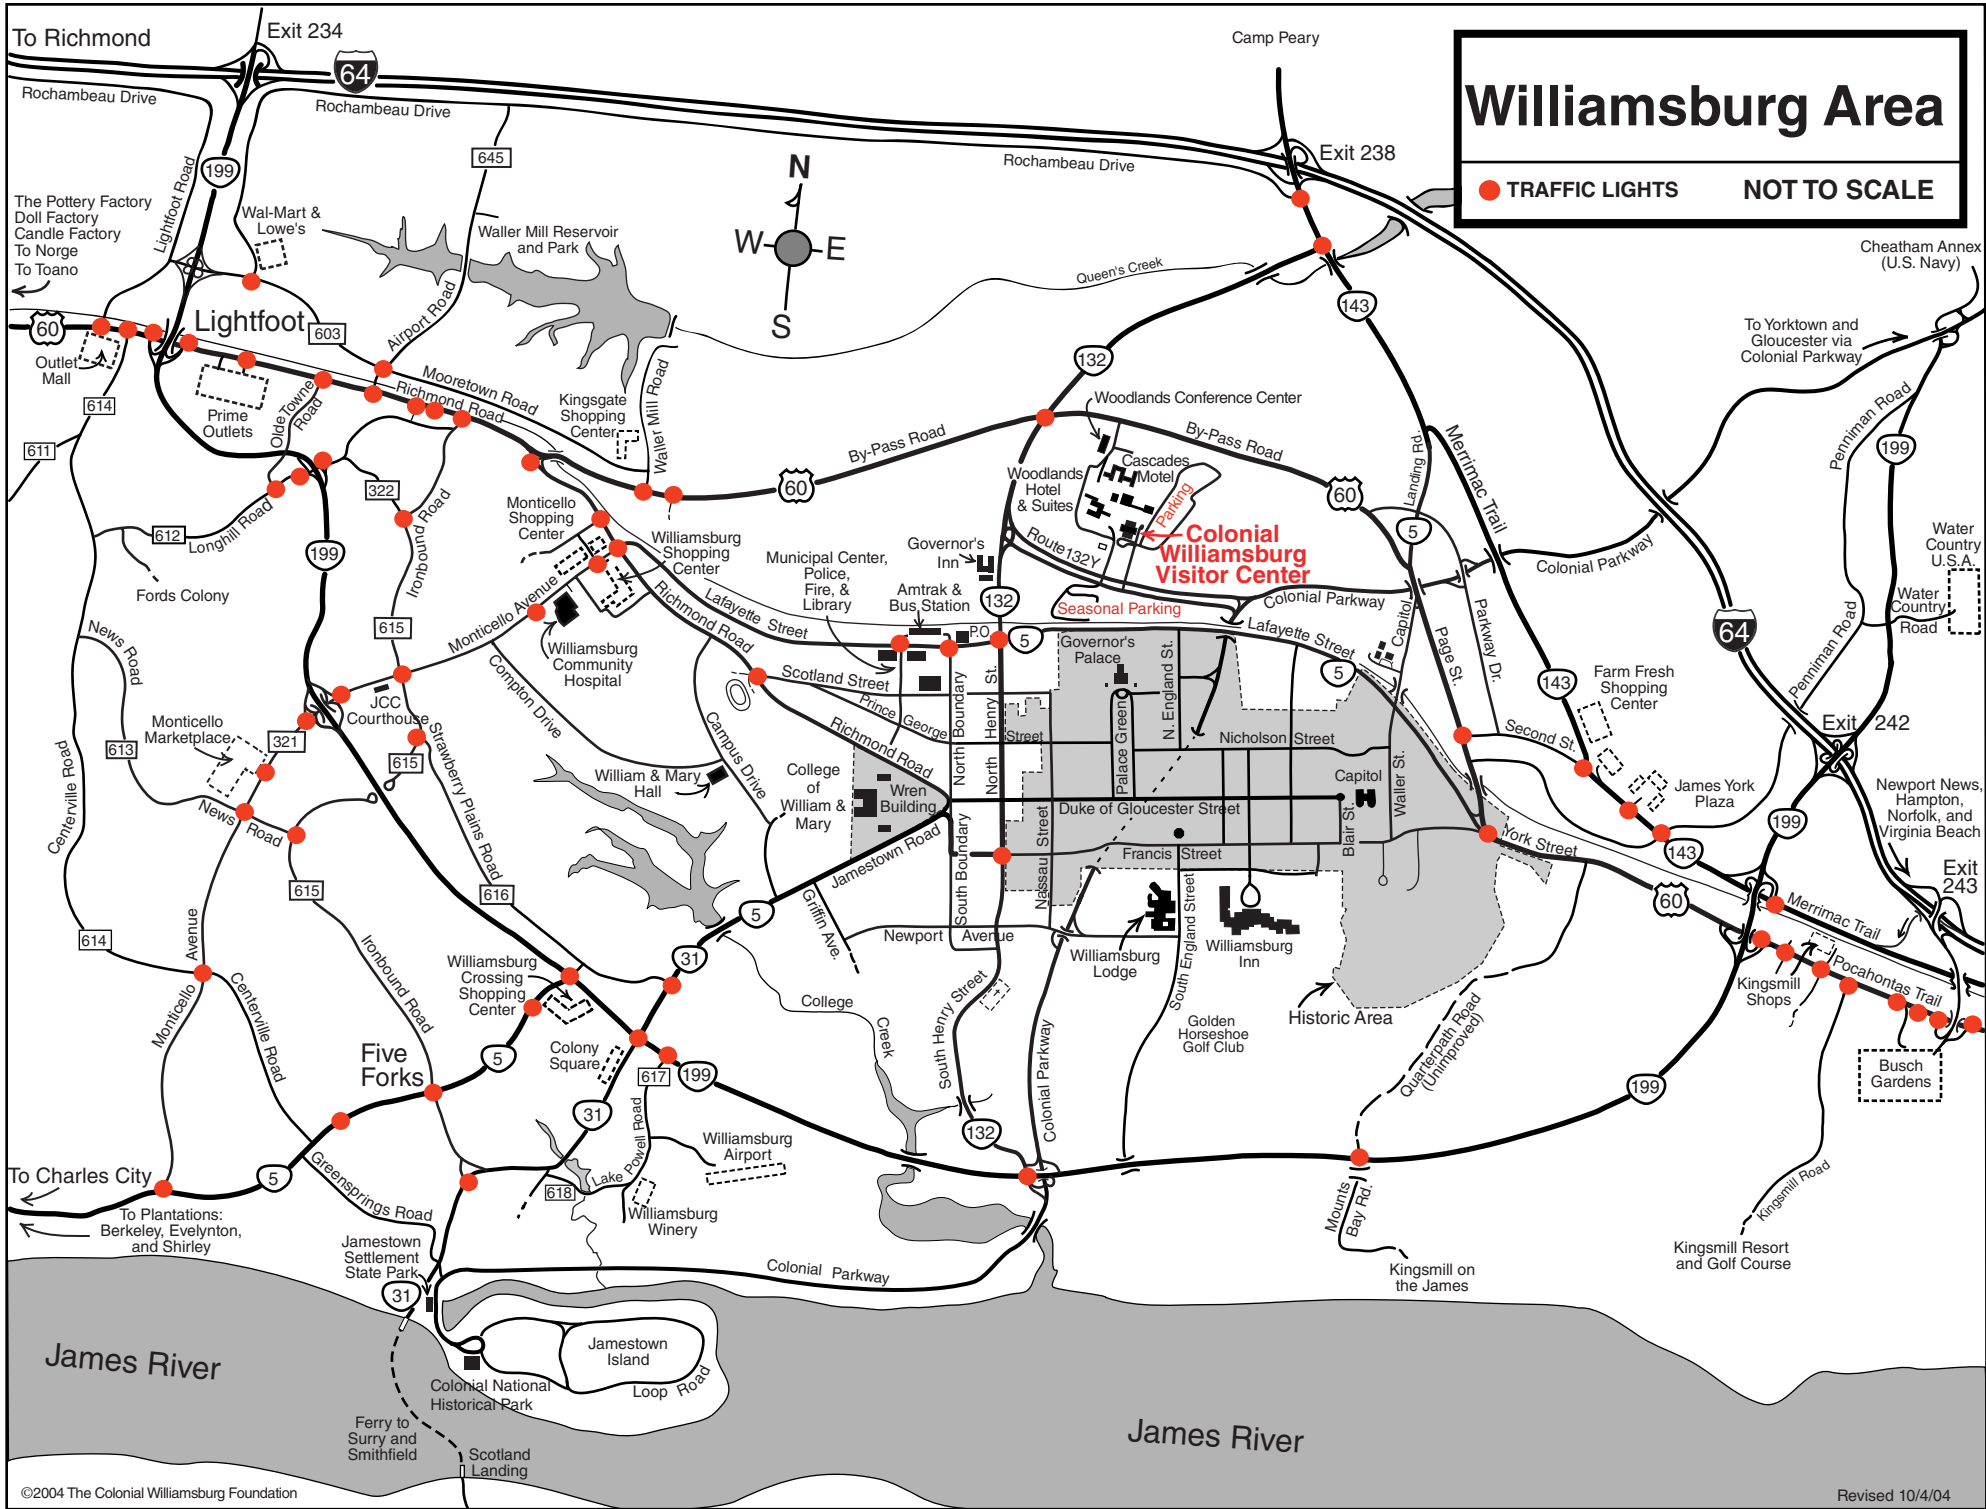 To Richmond
Exit 234
64
Rochambeau Drive
Rochambeau Drive
Rochambeau Drive
Camp Peary
Exit 238
Williamsburg Area
TRAFFIC LIGHTS
NOT TO SCALE
N
W
E
S
199
645
Lightfoot Road
The Pottery Factory
Doll Factory
Candle Factory
To Norge
To Toano
Wal-Mart &
Lowe's
Waller Mill Reservoir
and Park
Queen's Creek
Cheatham Annex
(U.S. Navy)
143
To Yorktown and
Gloucester via
Colonial Parkway
60
Lightfoot
603
Airport Road
Outlet
Mall
132
614
Prime
Outlets
Olde Towne
Road
Mooretown Road
Richmond Road
Kingsgate
Shopping
Center
Waller Mill Road
By-Pass Road
60
Woodlands Conference Center
By-Pass Road
Cascades
Motel
Woodlands
Hotel
& Suites
Parking
60
Landing Rd.
5
Merrimac Trail
Penniman Road
199
611
322
612
Longhill Road
Ironbound Road
199
Fords Colony
Monticello
Shopping
Center
Williamsburg
Shopping
Center
Municipal Center,
Police,
Fire, &
Library
Governor's
Inn
Amtrak &
Bus Station
P.O.
Route132Y
Colonial
Williamsburg
Visitor Center
Seasonal Parking
Colonial Parkway
Colonial Parkway
Water
Country
U.S.A.
Water
Country
Road
64
News Road
615
Monticello Avenue
Williamsburg
Community
Hospital
Compton Drive
Richmond Road
Lafayette Street
132
5
Lafayette Street
5
Capitol
Page St.
Parkway Dr.
Penniman Road
143
Farm Fresh
Shopping
Center
Scotland Street
Prince George
Street
Governor's
Palace
N. England St.
Palace Green
Nicholson Street
Second St.
Exit 242
JCC
Courthouse
Monticello
Marketplace
321
613
615
Strawberry Plains Road
Centerville Road
News
Road
William & Mary
Hall
Campus Drive
College
of
William &
Mary
Richmond Road
Wren
Building
North Boundary
North Henry St.
Duke of Gloucester Street
Capitol
Waller St.
Blair St.
James York
Plaza
Newport News,
Hampton,
Norfolk, and
Virginia Beach
199
Jamestown Road
South Boundary
Nassau Street
Francis Street
York Street
143
Exit
243
60
Merrimac Trail
615
616
614
Avenue
Monticello
Ironbound Road
Centerville Road
5
Griffin Ave.
Newport Avenue
Williamsburg
Lodge
South England Street
Williamsburg
Inn
Historic Area
Golden
Horseshoe
Golf Club
Quarterpath Road
(Unimproved)
Kingsmill
Shops
Pocahontas Trail
Busch
Gardens
Williamsburg
Crossing
Shopping
Center
31
College
Creek
South Henry Street
Colonial Parkway
Five
Forks
5
Colony
Square
617
199
31
132
199
Lake Powell Road
Williamsburg
Airport
618
Williamsburg
Winery
To Charles City
5
To Plantations:
Berkeley, Evelynton,
and Shirley
Greensprings Road
Mounts
Bay Rd.
Kingsmill on
the James
Kingsmill Road
Kingsmill Resort
and Golf Course
Jamestown
Settlement
State Park
31
Colonial Parkway
James River
Jamestown
Island
Loop Road
Colonial National
Historical Park
Ferry to
Surry and
Smithfield
Scotland
Landing
James River
©2004 The Colonial Williamsburg Foundation
Revised 10/4/04